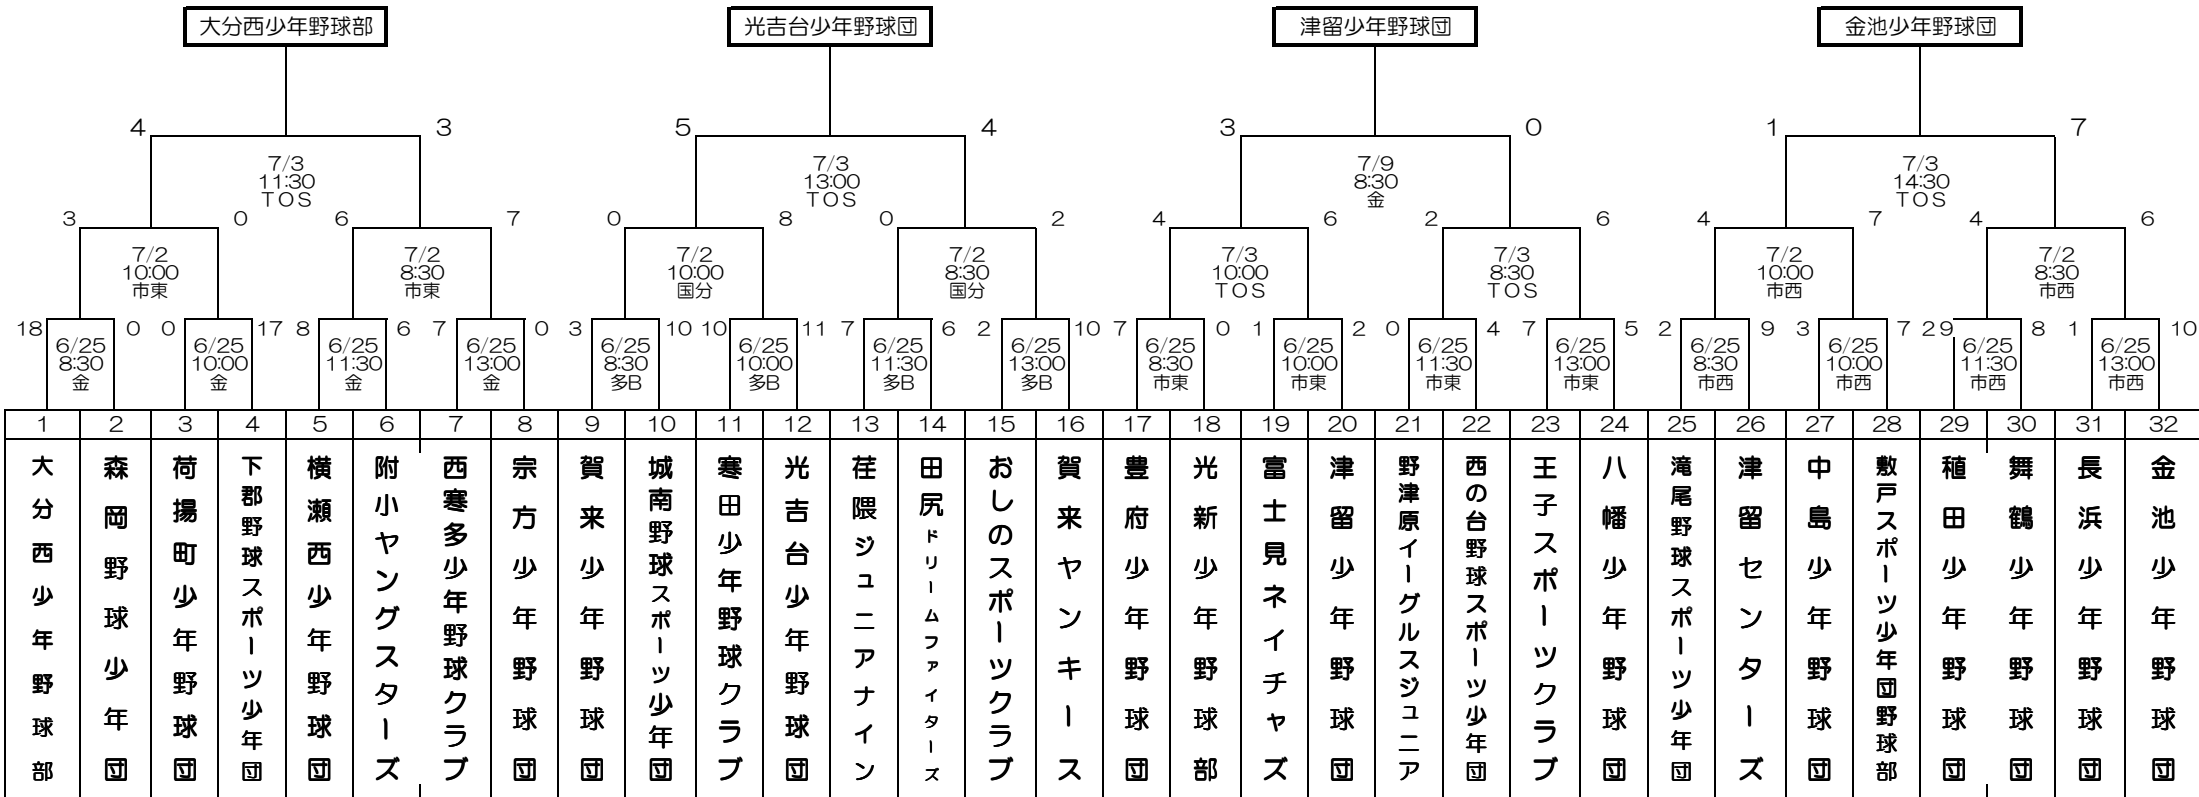 大分西少年野球部 光吉台少年野球団 津留少年野球団 金池少年野球団
4 3 5 4 3 0 1 7
7/3 7/3 7/9 7/3
11:30 13:00 8:30 14:30
TOS TOS 金 TOS
3 0 6 7 0 8 0 2 4 6 2 6 4 7 4 6
7/2 7/2 7/2 7/2 7/3 7/3 7/2 7/2
10:00 8:30 10:00 8:30 10:00 8:30 10:00 8:30
市東 市東 国分 国分 TOS TOS 市西 市西
18 0 0 17 8 6 7 0 3 10 10 11 7 6 2 10 7 0 1 2 0 4 7 5 2 9 3 7 29 8 1 10
6/25 6/25 6/25 6/25 6/25 6/25 6/25 6/25 6/25 6/25 6/25 6/25 6/25 6/25 6/25 6/25
8:30 10:00 11:30 13:00 8:30 10:00 11:30 13:00 8:30 10:00 11:30 13:00 8:30 10:00 11:30 13:00
金 金 金 金 多B 多B 多B 多B 市東 市東 市東 市東 市西 市西 市西 市西
1 2 3 4 5 6 7 8 9 10 11 12 13 14 15 16 17 18 19 20 21 22 23 24 25 26 27 28 29 30 31 32
大分西少年野球部
森岡野球少年団
荷揚町少年野球団
下郡野球スポーツ少年団
横瀬西少年野球団
附小ヤングスターズ
西寒多少年野球クラブ
宗方少年野球団
賀来少年野球団
城南野球スポーツ少年団
寒田少年野球クラブ
光吉台少年野球団
荏隈ジュニアナイン
田尻ドリームファイターズ
おしのスポーツクラブ
賀来ヤンキース
豊府少年野球団
光新少年野球部
富士見ネイチャズ
津留少年野球団
野津原イーグルスジュニア
西の台野球スポーツ少年団
王子スポーツクラブ
八幡少年野球団
滝尾野球スポーツ少年団
津留センターズ
中島少年野球団
敷戸スポーツ少年団野球部
稙田少年野球団
舞鶴少年野球団
長浜少年野球団
金池少年野球団